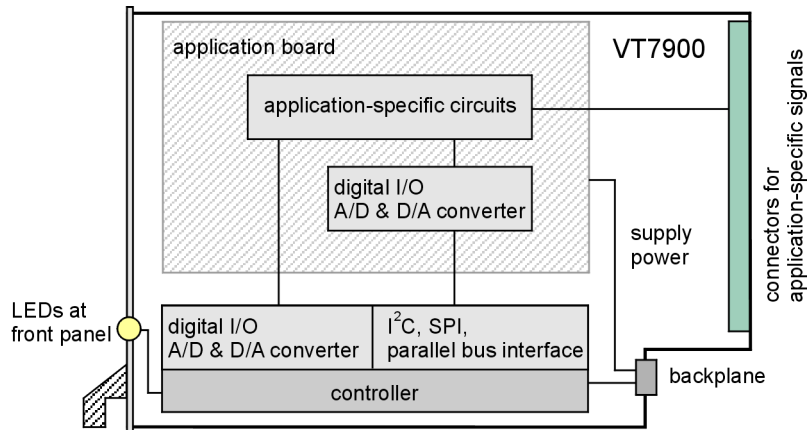 application board
VT7900
application-specific circuits
digital I/O
A/D & D/A converter
supply
power
connectors for
application-specific signals
LEDs at
front panel
digital I/O
A/D & D/A converter
I²C, SPI,
parallel bus interface
controller
backplane